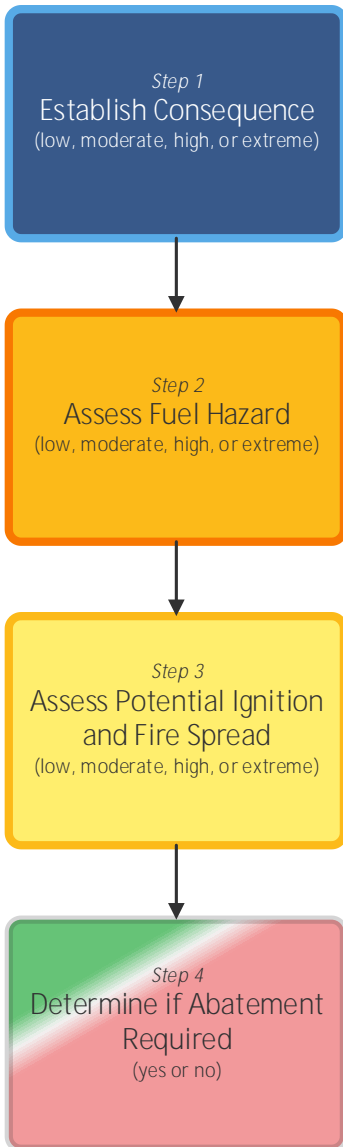 Step 1
Establish Consequence
(low, moderate, high, or extreme)
Step 2
Assess Fuel Hazard
(low, moderate, high, or extreme)
Step 3
Assess Potential Ignition
and Fire Spread
(low, moderate, high, or extreme)
Step 4
Determine if Abatement
Required
(yes or no)